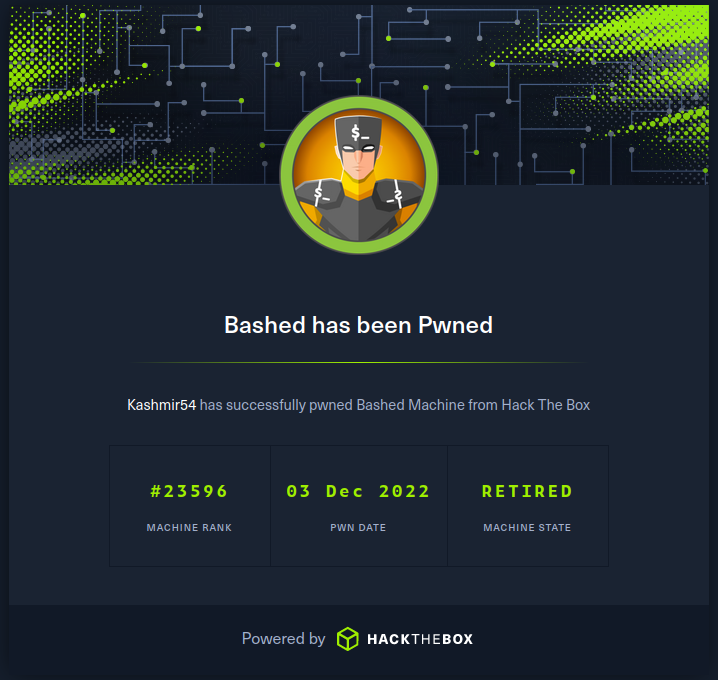 $_
$_
$_
Bashed has been Pwned
Kashmir54 has successfully pwned Bashed Machine from Hack The Box
#23596 03 Dec 2022 RETIRED
MACHINE RANK PWN DATE MACHINE STATE
Powered by HACKTHEBOX